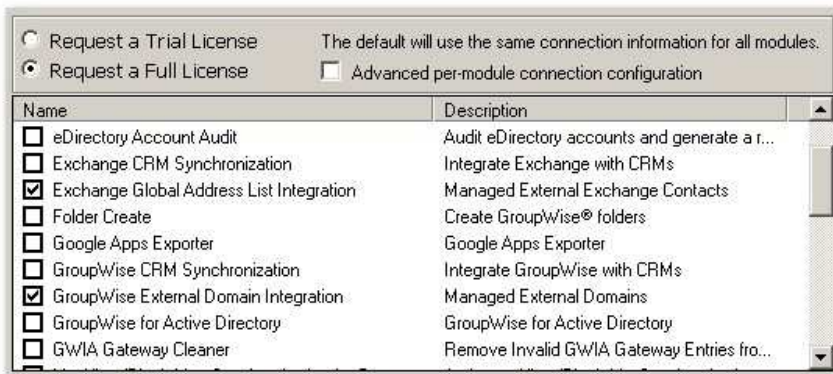 Request a Trial License The default will use the same connection information for all modules.
Request a Full License Advanced per-module connection configuration
Name Description
eDirectory Account Audit Audit eDirectory accounts and generate a r...
Exchange CRM Synchronization Integrate Exchange with CRMs
Exchange Global Address List Integration Managed External Exchange Contacts
Folder Create Create GroupWise® folders
Google Apps Exporter Google Apps Exporter
GroupWise CRM Synchronization Integrate GroupWise with CRMs
GroupWise External Domain Integration Managed External Domains
GroupWise for Active Directory GroupWise for Active Directory
GWIA Gateway Cleaner Remove Invalid GWIA Gateway Entries fro...